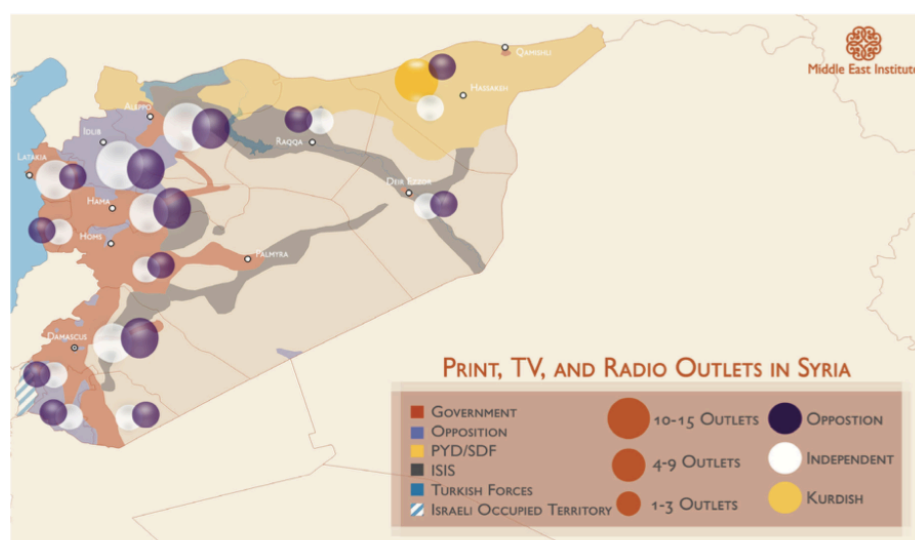 Middle East Institute
Qamishli
Hassakeh
Aleppo
Idlib
Raqqa
Latakia
Deir Ezzor
Hama
Homs
Palmyra
Damascus
Print, TV, and Radio Outlets in Syria
Government
Opposition
PYD/SDF
ISIS
Turkish Forces
Israeli Occupied Territory
10-15 Outlets
4-9 Outlets
1-3 Outlets
Oppostion
Independent
Kurdish